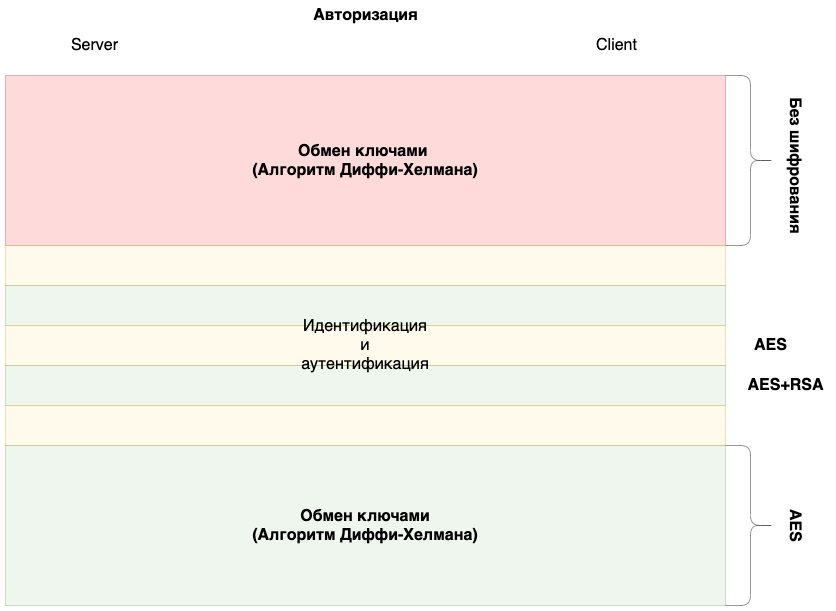 Авторизация
Server
Client
Обмен ключами
(Алгоритм Диффи-Хелмана)
Без шифрования
Идентификация
и
аутентификация
AES
AES+RSA
Обмен ключами
(Алгоритм Диффи-Хелмана)
AES